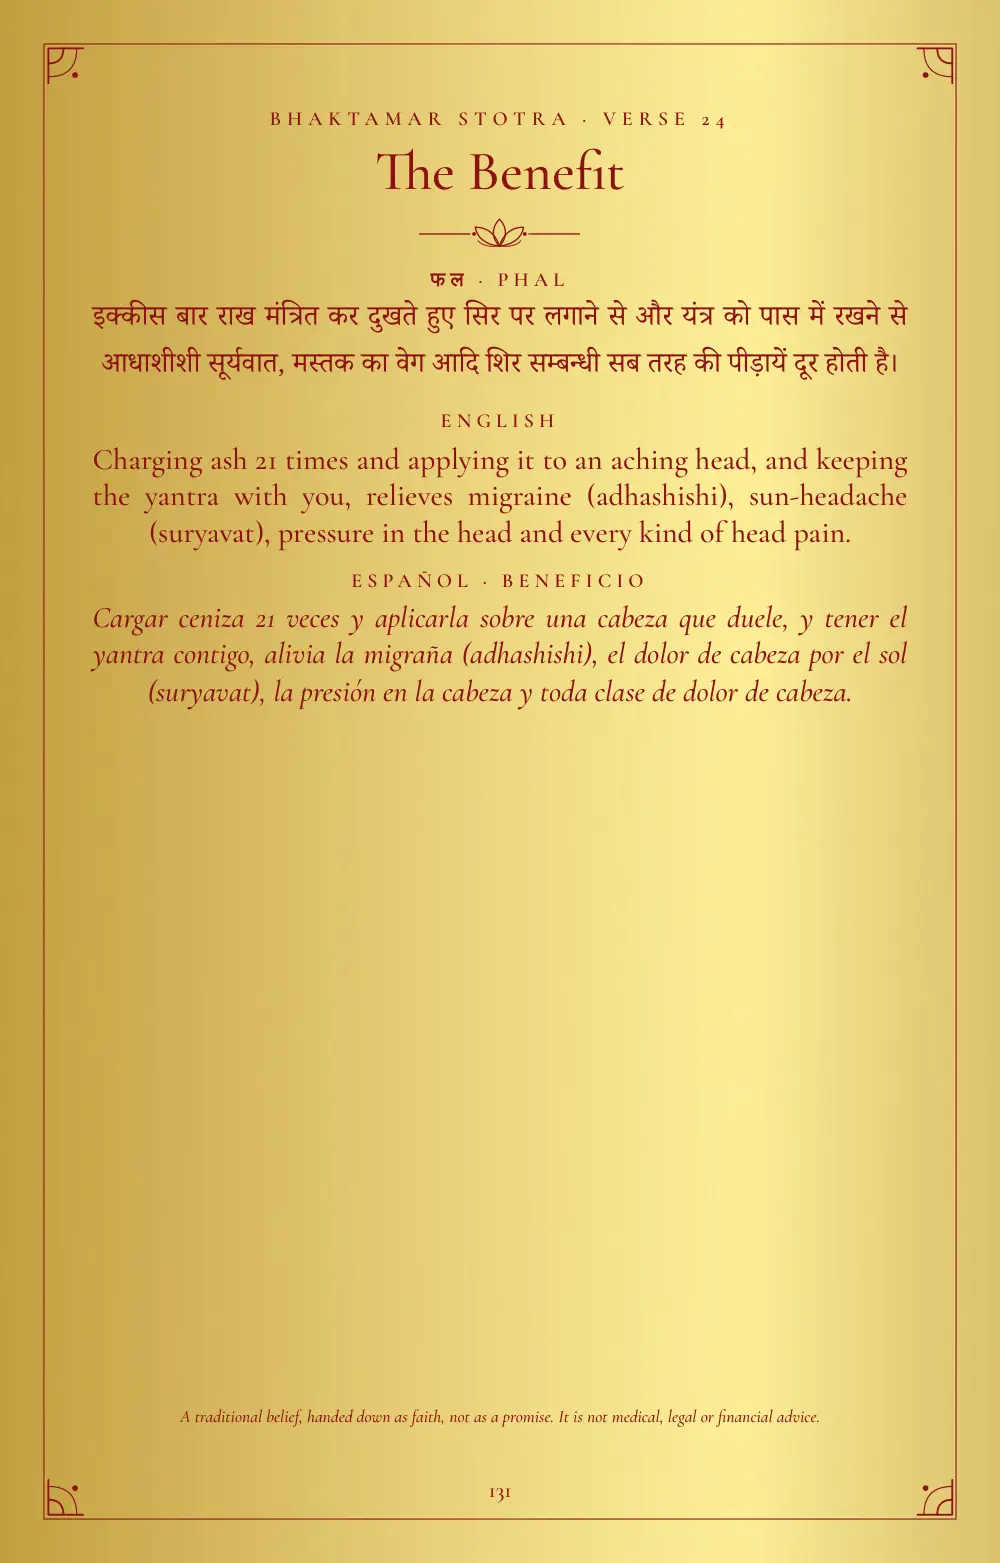 BHAKTAMAR STOTRA · VERSE 24
The Benefit
फल · PHAL
इक्कीस बार राख मंत्रित कर दुखते हुए सिर पर लगाने से और यंत्र को पास में रखने से
आधाशीशी सूर्यवात, मस्तक का वेग आदि शिर सम्बन्धी सब तरह की पीड़ायें दूर होती है।
ENGLISH
Charging ash 21 times and applying it to an aching head, and keeping
the yantra with you, relieves migraine (adhashishi), sun-headache
(suryavat), pressure in the head and every kind of head pain.
ESPAÑOL · BENEFICIO
Cargar ceniza 21 veces y aplicarla sobre una cabeza que duele, y tener el
yantra contigo, alivia la migraña (adhashishi), el dolor de cabeza por el sol
(suryavat), la presión en la cabeza y toda clase de dolor de cabeza.
A traditional belief, handed down as faith, not as a promise. It is not medical, legal or financial advice.
131